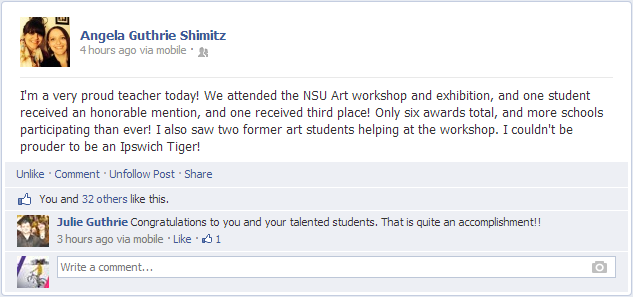 Angela Guthrie Shimitz
4 hours ago via mobile ·
I'm a very proud teacher today! We attended the NSU Art workshop and exhibition, and one student
received an honorable mention, and one received third place! Only six awards total, and more schools
participating than ever! I also saw two former art students helping at the workshop. I couldn't be
prouder to be an Ipswich Tiger!
Unlike · Comment · Unfollow Post · Share
You and 32 others like this.
Julie Guthrie Congratulations to you and your talented students. That is quite an accomplishment!!
3 hours ago via mobile · Like · 1
Write a comment...